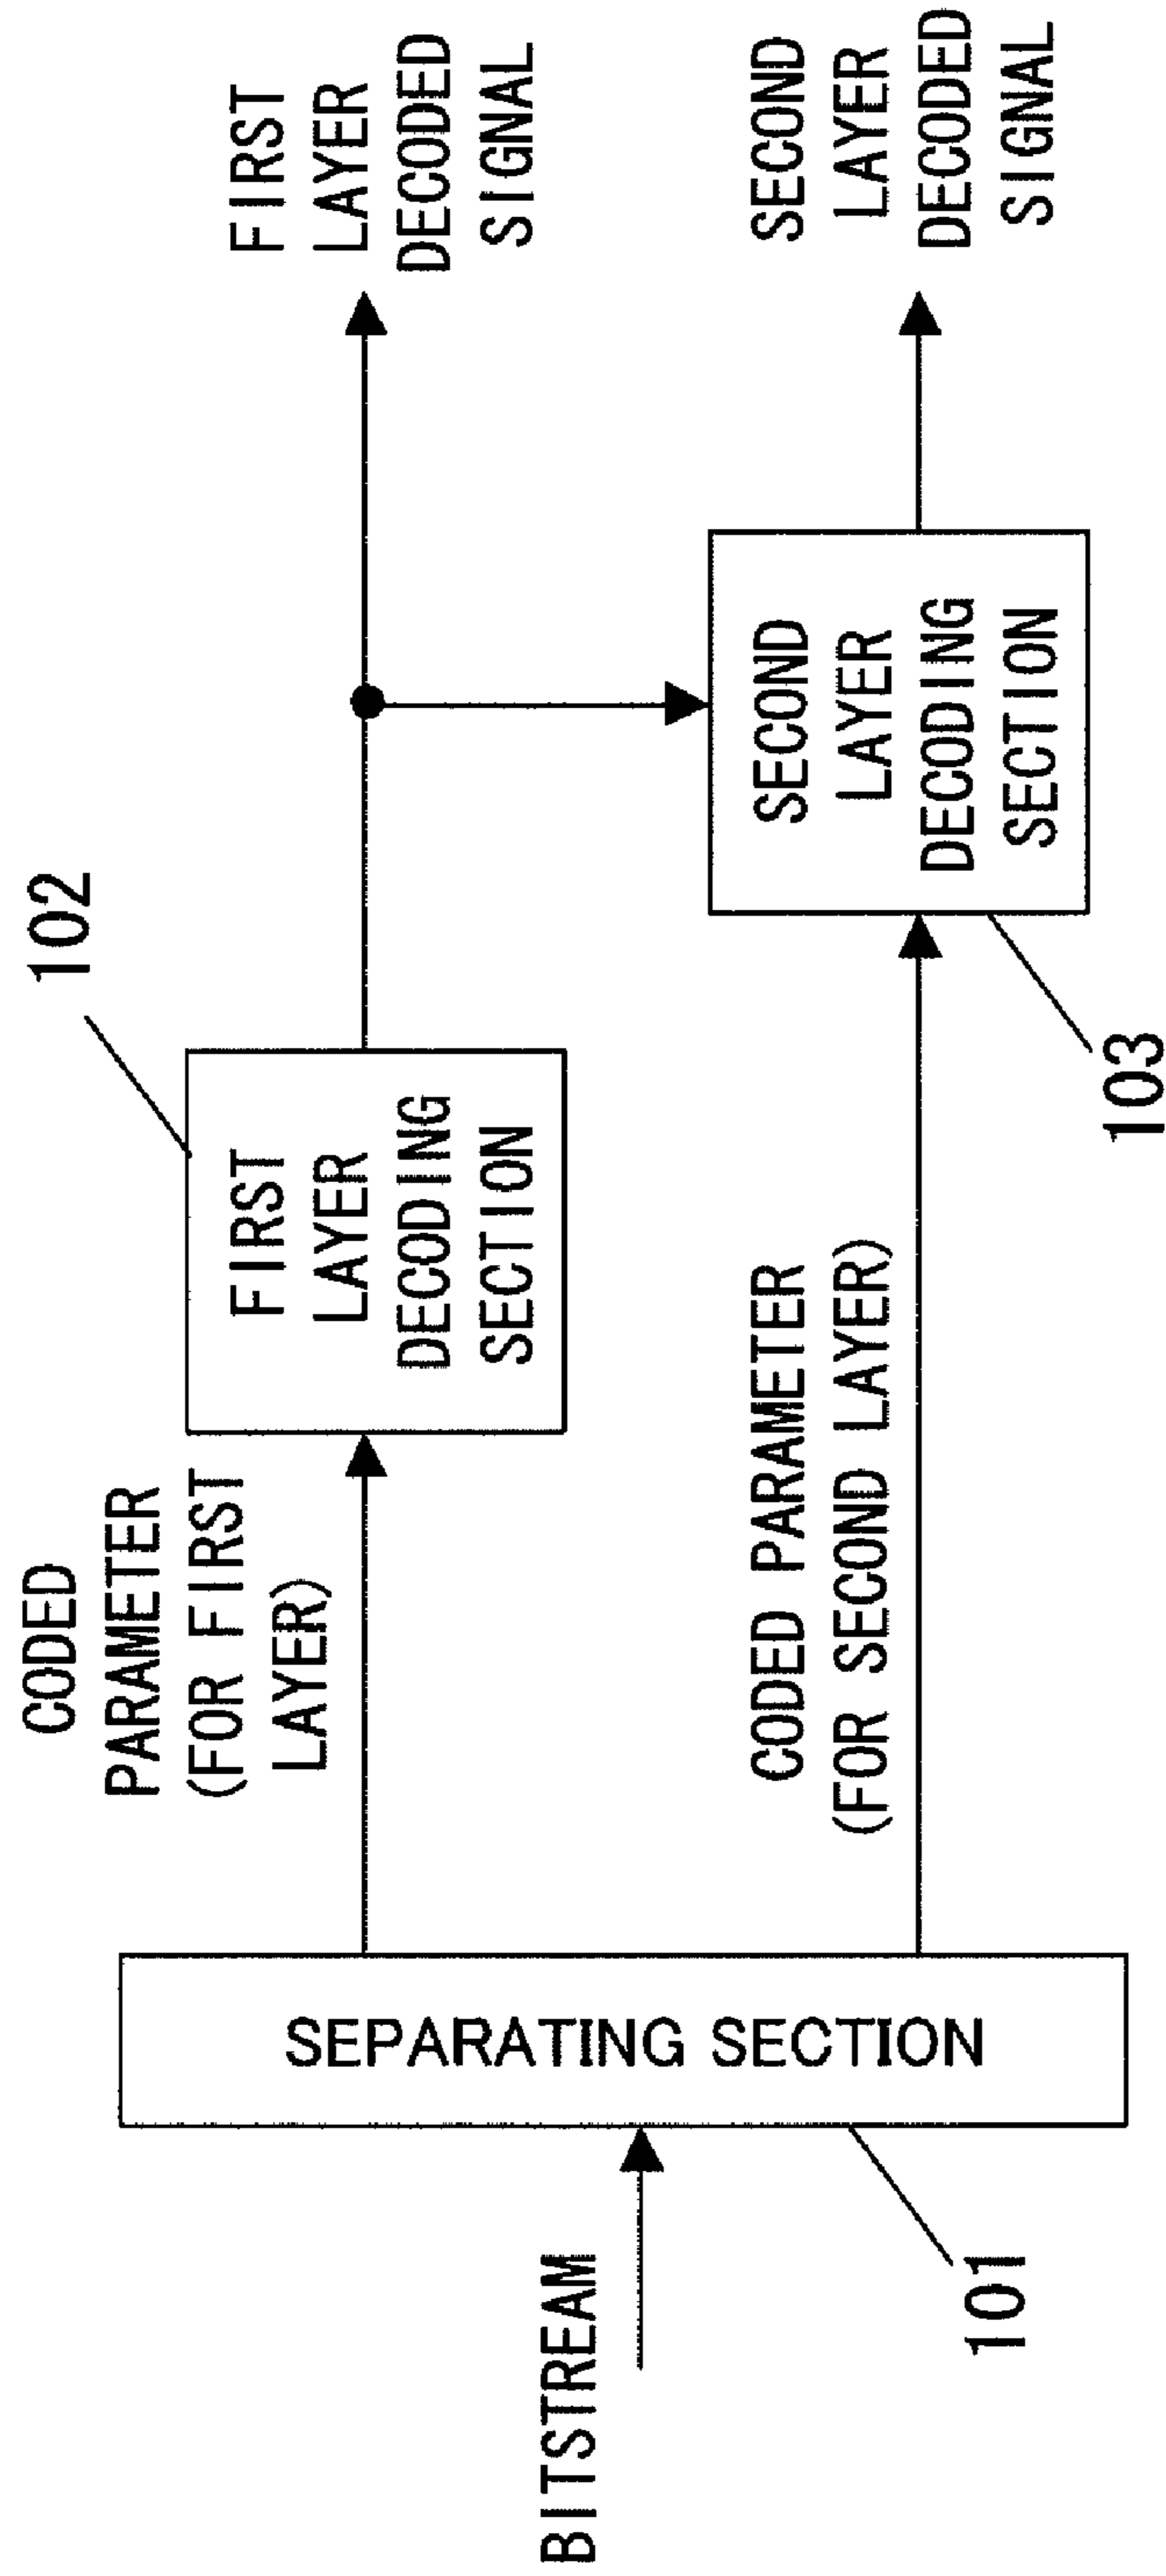 BITSTREAM
101
SEPARATING SECTION
CODED
PARAMETER
(FOR FIRST
LAYER)
CODED PARAMETER
(FOR SECOND LAYER)
102
FIRST
LAYER
DECODING
SECTION
103
SECOND
LAYER
DECODING
SECTION
FIRST
LAYER
DECODED
SIGNAL
SECOND
LAYER
DECODED
SIGNAL